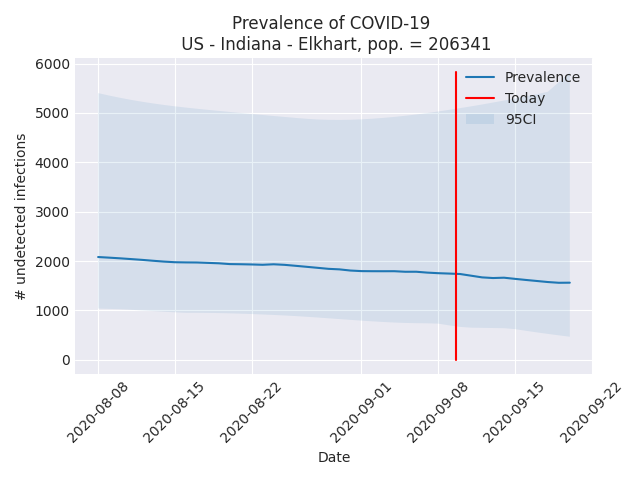 Prevalence of COVID-19
US - Indiana - Elkhart, pop. = 206341
6000
5000
4000
3000
2000
1000
0
# undetected infections
Prevalence
Today
95CI
2020-08-08
2020-08-15
2020-08-22
2020-09-01
2020-09-08
2020-09-15
2020-09-22
Date